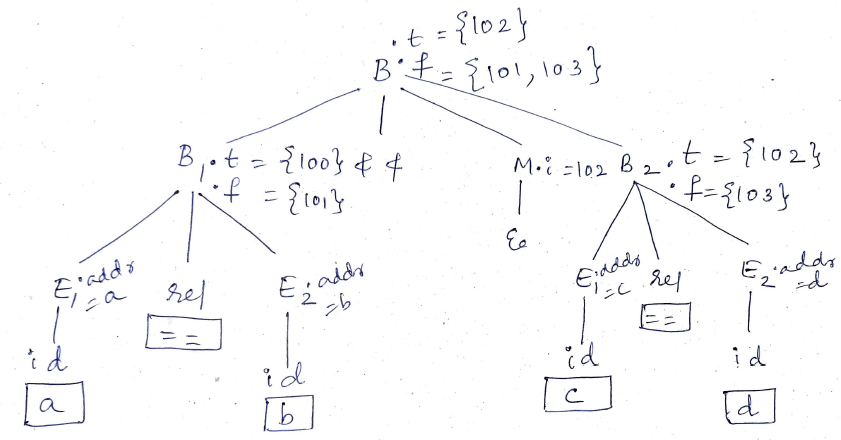 .t = {102}
B .f = {101, 103}
B₁.t = {100} && M.i = 102 B₂.t = {102}
.f = {101} .f = {103}
ε
E₁.addr = a rel E₂.addr = b E₁.addr = c rel E₂.addr = d
== ==
id id id id
a b c d